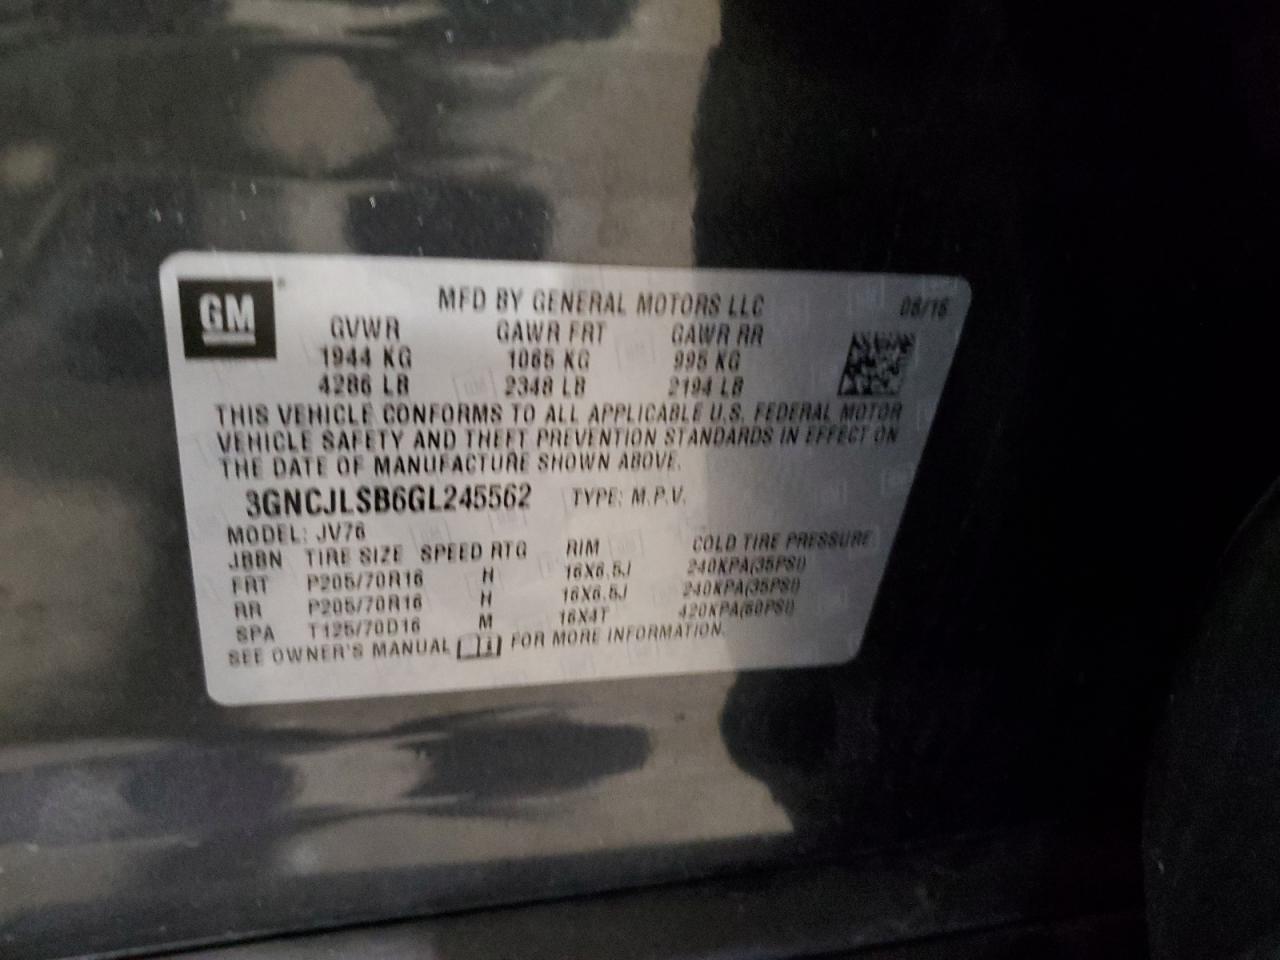 GM
MFD BY GENERAL MOTORS LLC
GVWR GAWR FRT GAWR RR
1944 KG 1065 KG 995 KG
4286 LB 2348 LB 2194 LB
THIS VEHICLE CONFORMS TO ALL APPLICABLE U.S. FEDERAL MOTOR
VEHICLE SAFETY AND THEFT PREVENTION STANDARDS IN EFFECT ON
THE DATE OF MANUFACTURE SHOWN ABOVE.
3GNCJLSB6GL245562 TYPE: M.P.V.
MODEL: JV76
JBBN TIRE SIZE SPEED RTG RIM COLD TIRE PRESSURE
FRT P205/70R16 H 16X6.5J 240KPA(35PSI)
RR P205/70R16 H 16X6.5J 240KPA(35PSI)
SPA T125/70D16 M 16X4T 420KPA(60PSI)
SEE OWNER'S MANUAL FOR MORE INFORMATION.